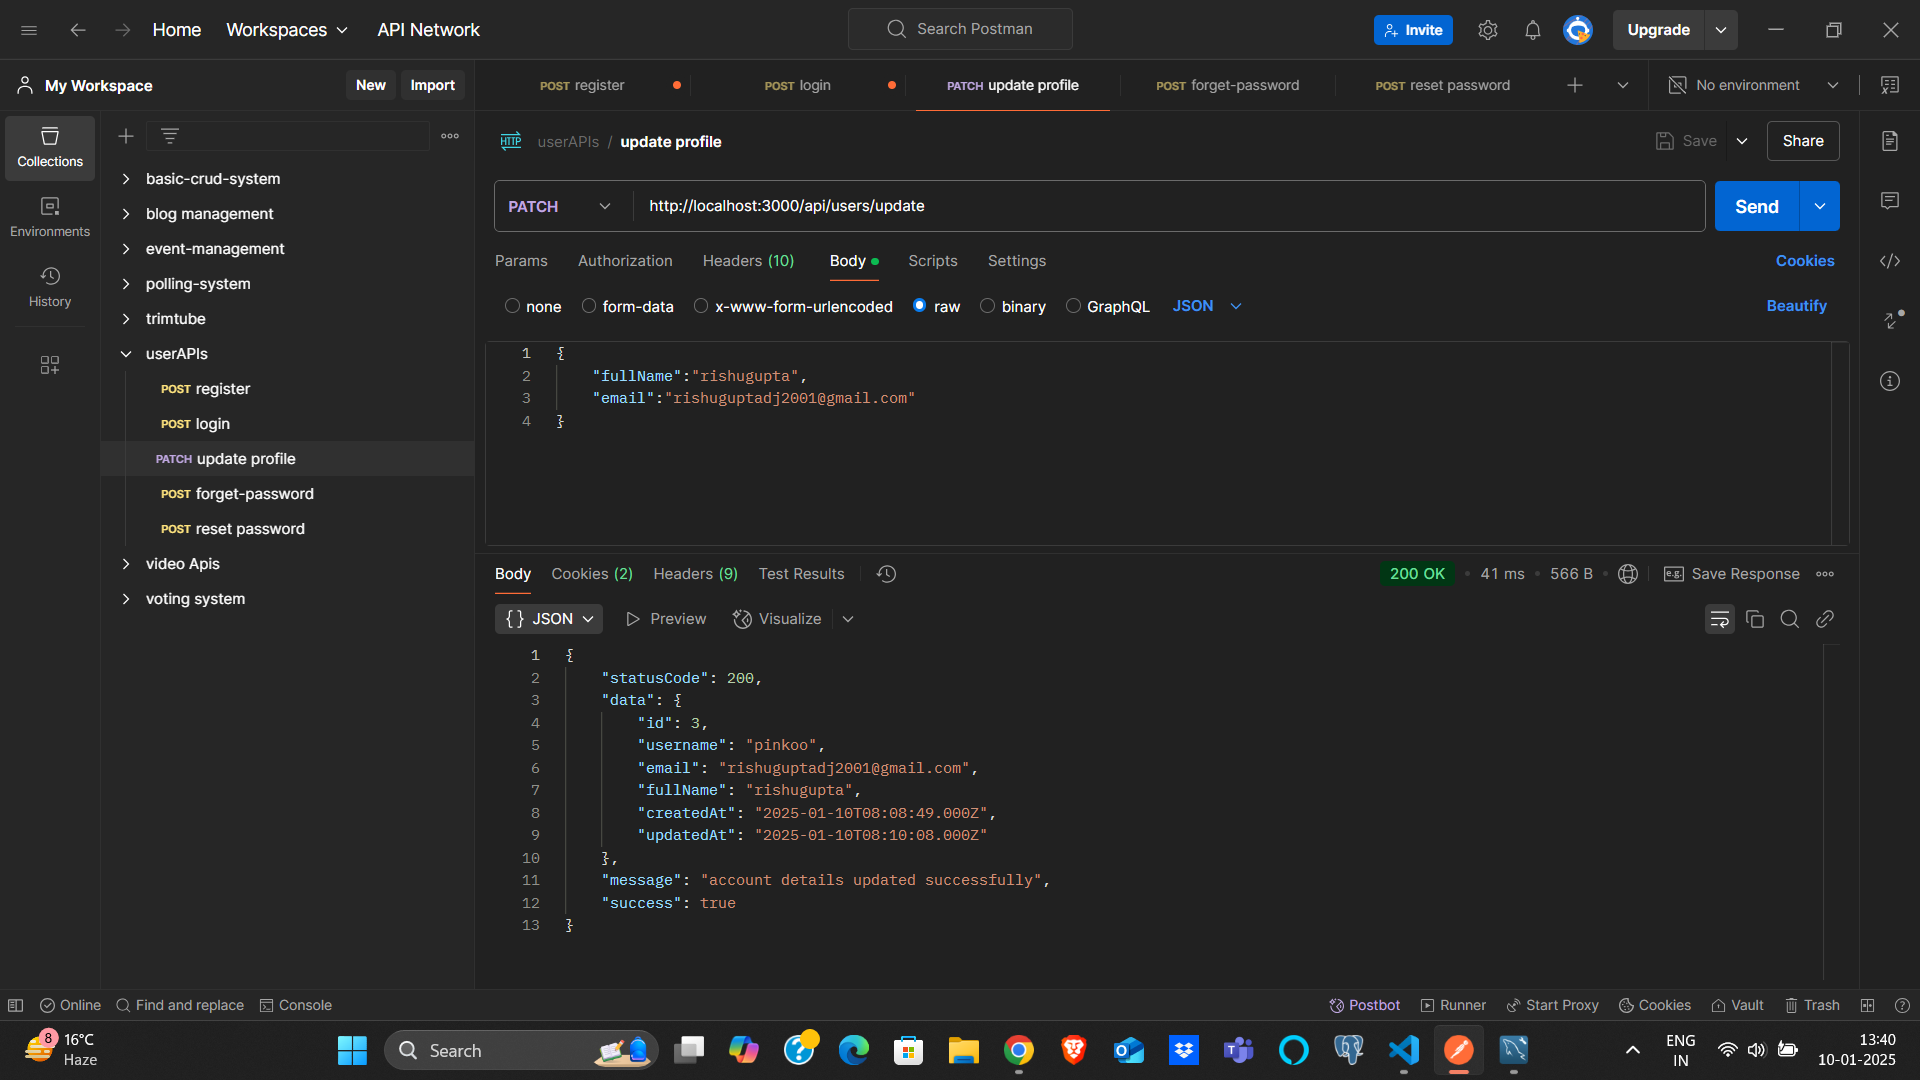 Home
Workspaces
API Network
Search Postman
Invite
Upgrade
My Workspace
New
Import
POST register
POST login
PATCH update profile
POST forget-password
POST reset password
No environment
Collections
Environments
History
basic-crud-system
blog management
event-management
polling-system
trimtube
userAPIs
POST register
POST login
PATCH update profile
POST forget-password
POST reset password
video Apis
voting system
HTTP
userAPIs / update profile
Save
Share
PATCH
http://localhost:3000/api/users/update
Send
Params
Authorization
Headers (10)
Body
Scripts
Settings
Cookies
none
form-data
x-www-form-urlencoded
raw
binary
GraphQL
JSON
Beautify
1 {
2 "fullName":"rishugupta",
3 "email":"rishuguptadj2001@gmail.com"
4 }
Body
Cookies (2)
Headers (9)
Test Results
200 OK
41 ms
566 B
e.g. Save Response
{} JSON
Preview
Visualize
1 {
2 "statusCode": 200,
3 "data": {
4 "id": 3,
5 "username": "pinkoo",
6 "email": "rishuguptadj2001@gmail.com",
7 "fullName": "rishugupta",
8 "createdAt": "2025-01-10T08:08:49.000Z",
9 "updatedAt": "2025-01-10T08:10:08.000Z"
10 },
11 "message": "account details updated successfully",
12 "success": true
13 }
Online
Find and replace
Console
Postbot
Runner
Start Proxy
Cookies
Vault
Trash
8
16°C
Haze
Search
ENG
IN
13:40
10-01-2025